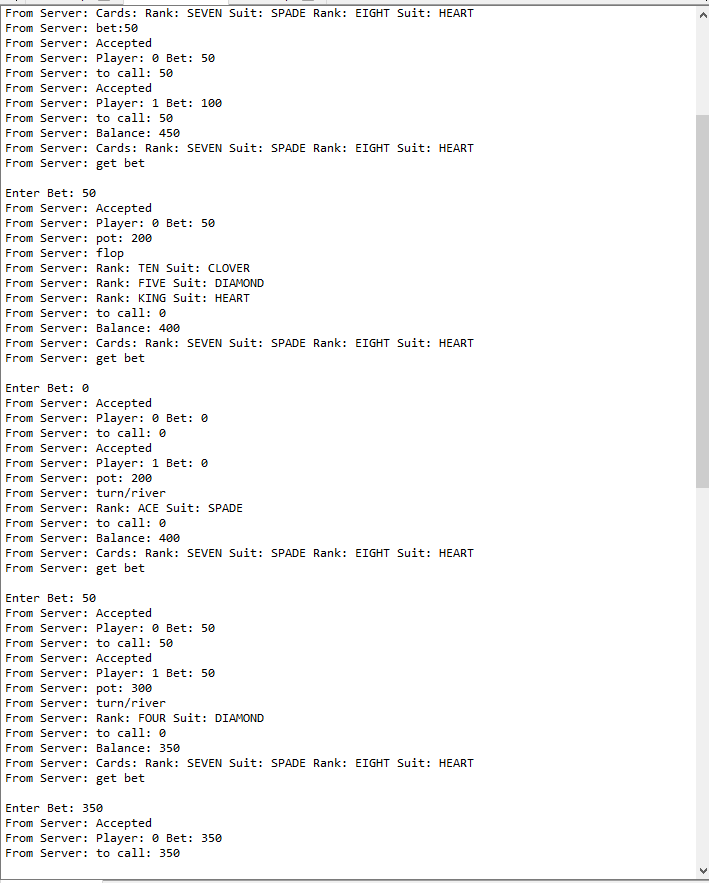 From Server: Cards: Rank: SEVEN Suit: SPADE Rank: EIGHT Suit: HEART
From Server: bet:50
From Server: Accepted
From Server: Player: 0 Bet: 50
From Server: to call: 50
From Server: Accepted
From Server: Player: 1 Bet: 100
From Server: to call: 50
From Server: Balance: 450
From Server: Cards: Rank: SEVEN Suit: SPADE Rank: EIGHT Suit: HEART
From Server: get bet
Enter Bet: 50
From Server: Accepted
From Server: Player: 0 Bet: 50
From Server: pot: 200
From Server: flop
From Server: Rank: TEN Suit: CLOVER
From Server: Rank: FIVE Suit: DIAMOND
From Server: Rank: KING Suit: HEART
From Server: to call: 0
From Server: Balance: 400
From Server: Cards: Rank: SEVEN Suit: SPADE Rank: EIGHT Suit: HEART
From Server: get bet
Enter Bet: 0
From Server: Accepted
From Server: Player: 0 Bet: 0
From Server: to call: 0
From Server: Accepted
From Server: Player: 1 Bet: 0
From Server: pot: 200
From Server: turn/river
From Server: Rank: ACE Suit: SPADE
From Server: to call: 0
From Server: Balance: 400
From Server: Cards: Rank: SEVEN Suit: SPADE Rank: EIGHT Suit: HEART
From Server: get bet
Enter Bet: 50
From Server: Accepted
From Server: Player: 0 Bet: 50
From Server: to call: 50
From Server: Accepted
From Server: Player: 1 Bet: 50
From Server: pot: 300
From Server: turn/river
From Server: Rank: FOUR Suit: DIAMOND
From Server: to call: 0
From Server: Balance: 350
From Server: Cards: Rank: SEVEN Suit: SPADE Rank: EIGHT Suit: HEART
From Server: get bet
Enter Bet: 350
From Server: Accepted
From Server: Player: 0 Bet: 350
From Server: to call: 350